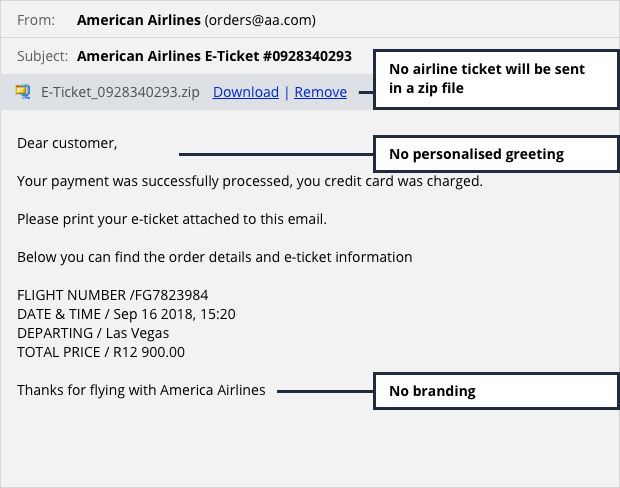 From: American Airlines (orders@aa.com)
Subject: American Airlines E-Ticket #0928340293
E-Ticket_0928340293.zip Download | Remove
No airline ticket will be sent
in a zip file
Dear customer,
No personalised greeting
Your payment was successfully processed, you credit card was charged.
Please print your e-ticket attached to this email.
Below you can find the order details and e-ticket information
FLIGHT NUMBER /FG7823984
DATE & TIME / Sep 16 2018, 15:20
DEPARTING / Las Vegas
TOTAL PRICE / R12 900.00
Thanks for flying with America Airlines
No branding